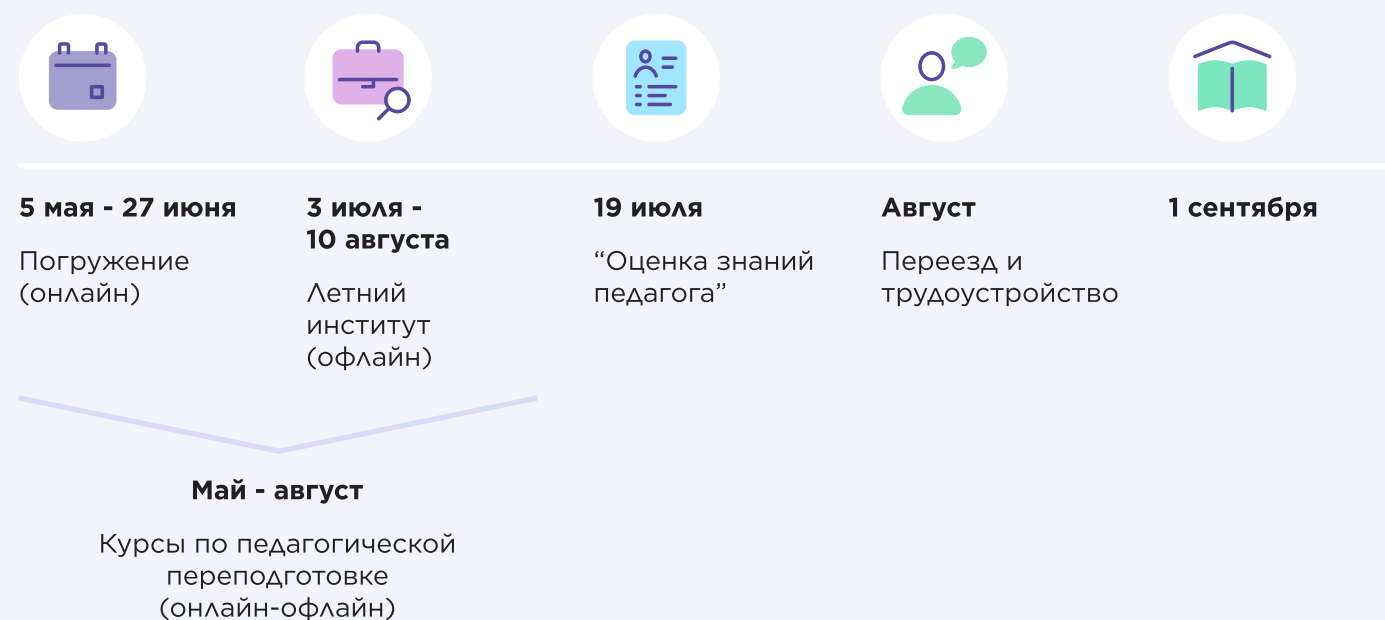 5 мая - 27 июня
Погружение
(онлайн)
3 июля -
10 августа
Летний
институт
(офлайн)
19 июля
“Оценка знаний
педагога”
Август
Переезд и
трудоустройство
1 сентября
Май - август
Курсы по педагогической
переподготовке
(онлайн-офлайн)